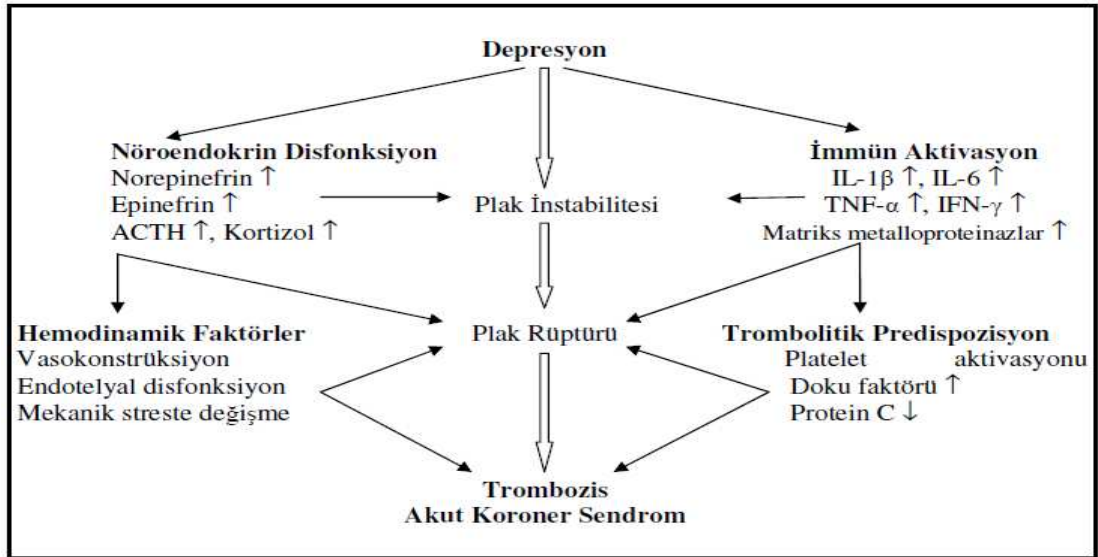 Depresyon
Nöroendokrin Disfonksiyon
Norepinefrin ↑
Epinefrin ↑
ACTH ↑, Kortizol ↑
Plak İnstabilitesi
İmmün Aktivasyon
IL-1β ↑, IL-6 ↑
TNF-α ↑, IFN-γ ↑
Matriks metalloproteinazlar ↑
Hemodinamik Faktörler
Vasokonstrüksiyon
Endotelyal disfonksiyon
Mekanik streste değişme
Plak Rüptürü
Trombolitik Predispozisyon
Platelet aktivasyonu
Doku faktörü ↑
Protein C ↓
Trombozis
Akut Koroner Sendrom